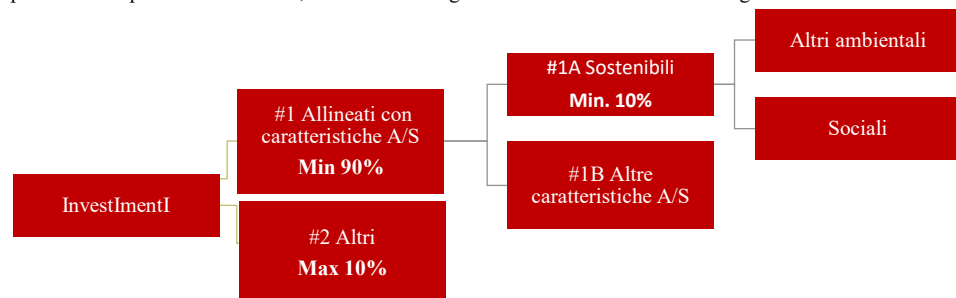 InvestImentI
#1 Allineati con
caratteristiche A/S
Min 90%
#2 Altri
Max 10%
#1A Sostenibili
Min. 10%
#1B Altre
caratteristiche A/S
Altri ambientali
Sociali